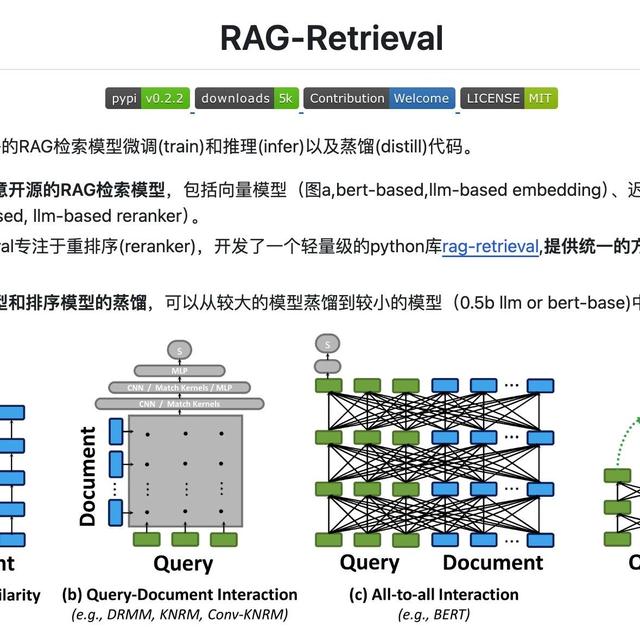 RAG-Retrieval
pypi v0.2.2 downloads 5k Contribution Welcome LICENSE MIT
的RAG检索模型微调(train)和推理(infer)以及蒸馏(distill)代码。
意开源的RAG检索模型，包括向量模型（图a,bert-based,llm-based embedding）、迟
sed, llm-based reranker）。
val专注于重排序(reranker)，开发了一个轻量级的python库rag-retrieval,提供统一的方
型和排序模型的蒸馏，可以从较大的模型蒸馏到较小的模型（0.5b llm or bert-base)中
S
MLP
CNN / Match Kernels / MLP
CNN / Match Kernels
Document
Query
(b) Query-Document Interaction
(e.g., DRMM, KNRM, Conv-KNRM)
S
Query
Document
(c) All-to-all Interaction
(e.g., BERT)
nt
ilarity
Q